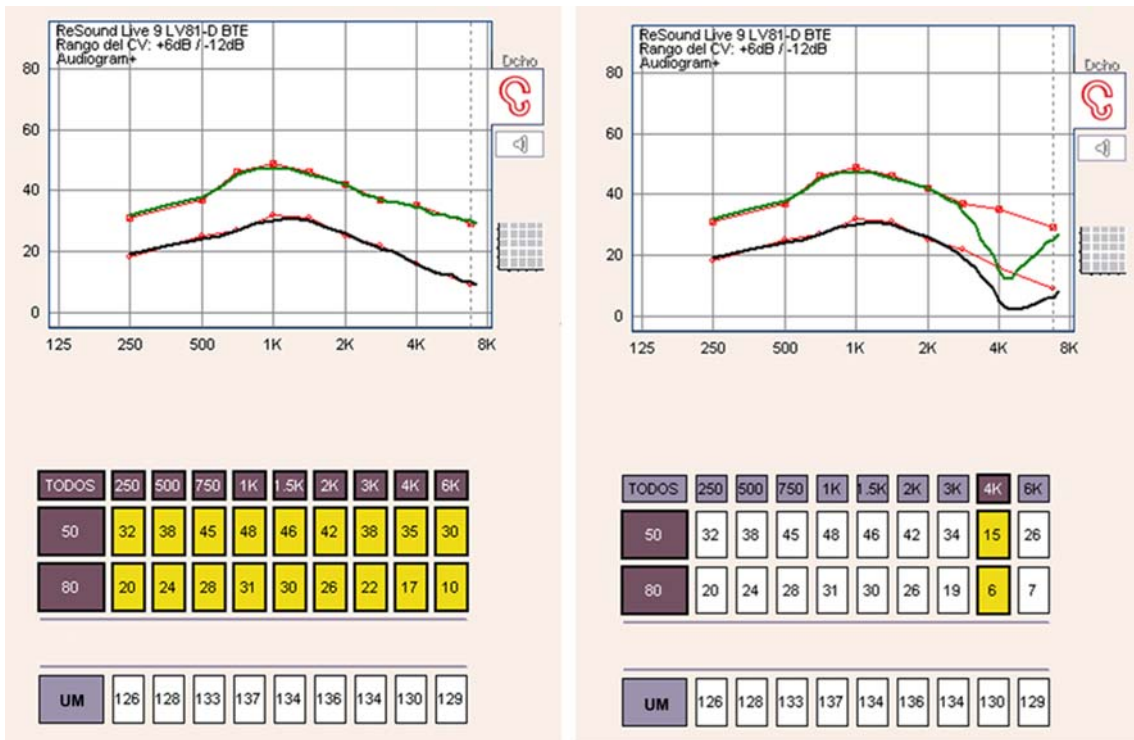 ReSound Live 9 LV81-D BTE
Rango del CV: +6dB / -12dB
Audiogram+
Dcho
80
60
40
20
0
125 250 500 1K 2K 4K 8K
TODOS 250 500 750 1K 1.5K 2K 3K 4K 6K
50 32 38 45 48 46 42 38 35 30
80 20 24 28 31 30 26 22 17 10
UM 126 128 133 137 134 136 134 130 129
ReSound Live 9 LV81-D BTE
Rango del CV: +6dB / -12dB
Audiogram+
Dcho
80
60
40
20
0
125 250 500 1K 2K 4K 8K
TODOS 250 500 750 1K 1.5K 2K 3K 4K 6K
50 32 38 45 48 46 42 34 15 26
80 20 24 28 31 30 26 19 6 7
UM 126 128 133 137 134 136 134 130 129